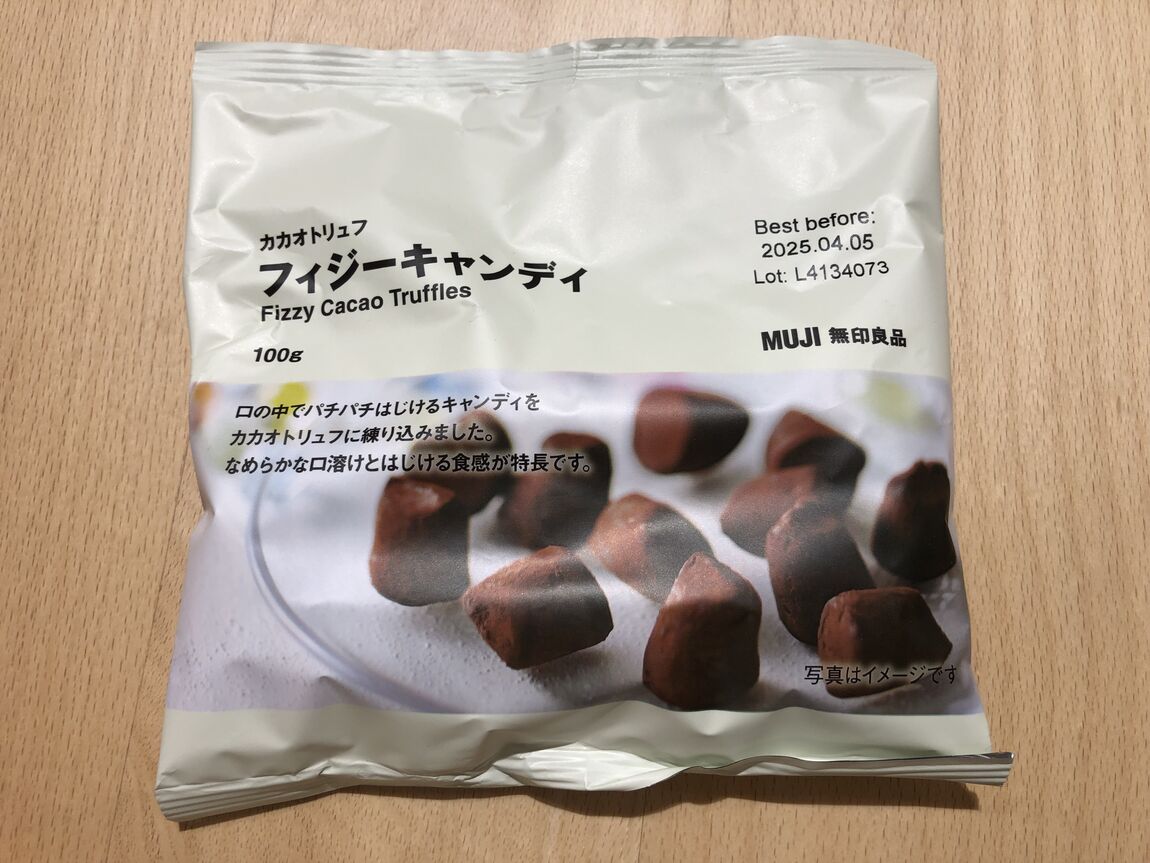 カカオトリュフ
フィジーキャンディ
Fizzy Cacao Truffles
100g
Best before:
2025.04.05
Lot: L4134073
MUJI 無印良品
口の中でパチパチはじけるキャンディを
カカオトリュフに練り込みました。
なめらかな口溶けとはじける食感が特長です。
写真はイメージです